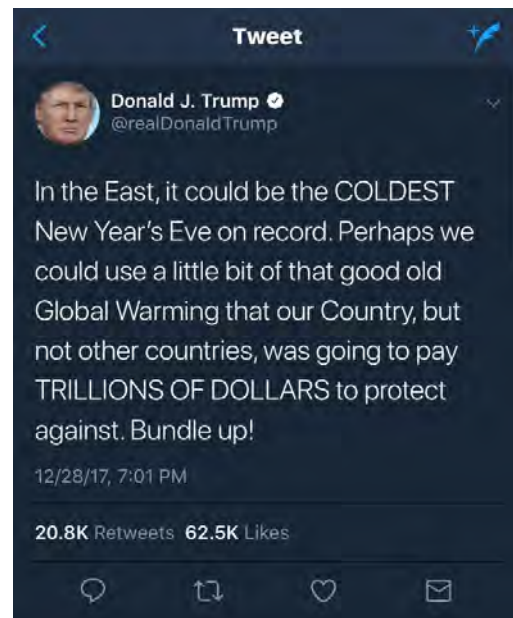 Tweet
Donald J. Trump
@realDonaldTrump
In the East, it could be the COLDEST
New Year's Eve on record. Perhaps we
could use a little bit of that good old
Global Warming that our Country, but
not other countries, was going to pay
TRILLIONS OF DOLLARS to protect
against. Bundle up!
12/28/17, 7:01 PM
20.8K Retweets 62.5K Likes